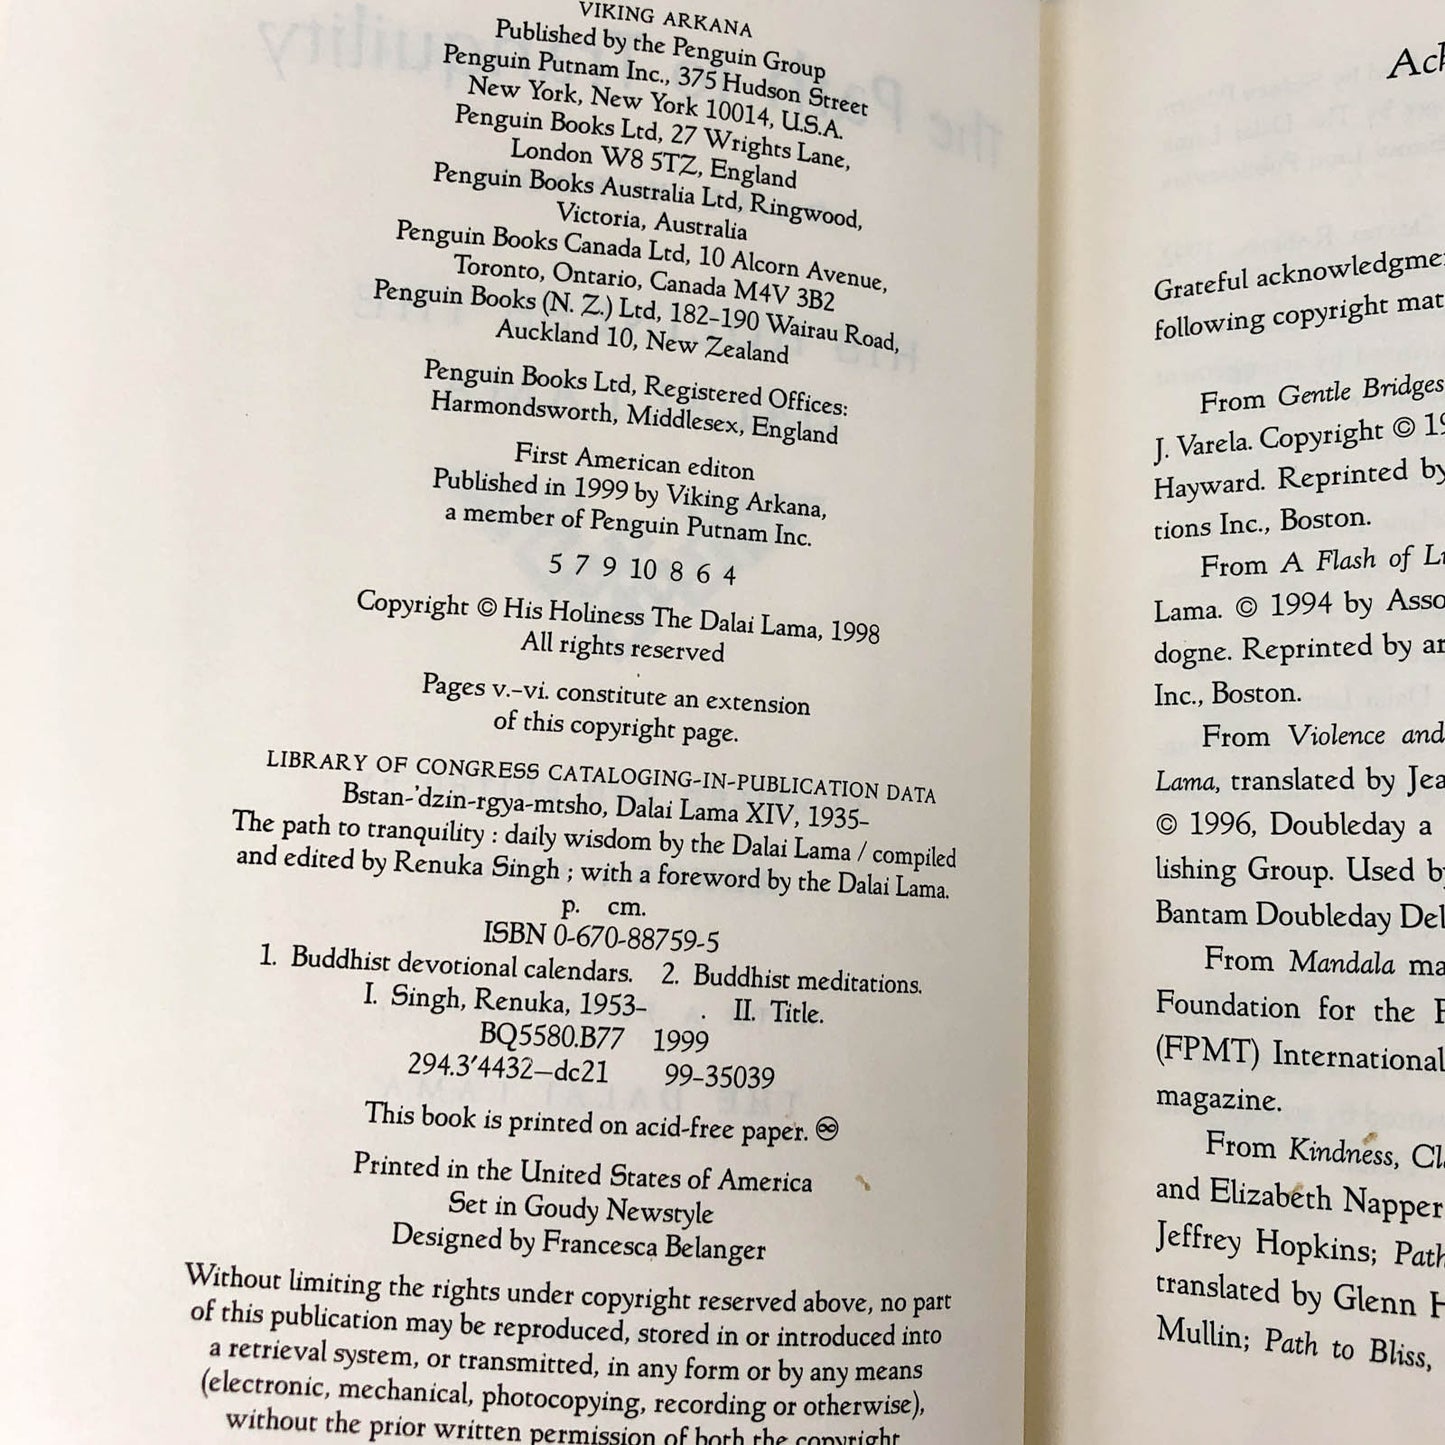 VIKING ARKANA
Published by the Penguin Group
Penguin Putnam Inc., 375 Hudson Street
New York, New York 10014, U.S.A.
Penguin Books Ltd, 27 Wrights Lane,
London W8 5TZ, England
Penguin Books Australia Ltd, Ringwood,
Victoria, Australia
Penguin Books Canada Ltd, 10 Alcorn Avenue,
Toronto, Ontario, Canada M4V 3B2
Penguin Books (N. Z.) Ltd, 182–190 Wairau Road,
Auckland 10, New Zealand
Penguin Books Ltd, Registered Offices:
Harmondsworth, Middlesex, England
First American editon
Published in 1999 by Viking Arkana,
a member of Penguin Putnam Inc.
5 7 9 10 8 6 4
Copyright © His Holiness The Dalai Lama, 1998
All rights reserved
Pages v.–vi. constitute an extension
of this copyright page.
LIBRARY OF CONGRESS CATALOGING-IN-PUBLICATION DATA
Bstan-'dzin-rgya-mtsho, Dalai Lama XIV, 1935–
The path to tranquility : daily wisdom by the Dalai Lama / compiled
and edited by Renuka Singh ; with a foreword by the Dalai Lama.
p. cm.
ISBN 0-670-88759-5
1. Buddhist devotional calendars. 2. Buddhist meditations.
I. Singh, Renuka, 1953– . II. Title.
BQ5580.B77 1999
294.3'4432—dc21 99-35039
This book is printed on acid-free paper. ♾
Printed in the United States of America
Set in Goudy Newstyle
Designed by Francesca Belanger
Without limiting the rights under copyright reserved above, no part
of this publication may be reproduced, stored in or introduced into
a retrieval system, or transmitted, in any form or by any means
(electronic, mechanical, photocopying, recording or otherwise),
without the prior written permission of both the copyright
Grateful
following copyright
From Gentle Bridges
J. Varela. Copyright ©
Hayward. Reprinted by
tions Inc., Boston.
From A Flash of
Lama. © 1994 by
dogne. Reprinted by
Inc., Boston.
From Violence and
Lama, translated by
© 1996, Doubleday a
lishing Group. Used by
Bantam Doubleday
From Mandala
Foundation for the
(FPMT) International
magazine.
From Kindness,
and Elizabeth Napper
Jeffrey Hopkins;
translated by Glenn
Mullin; Path to Bliss,